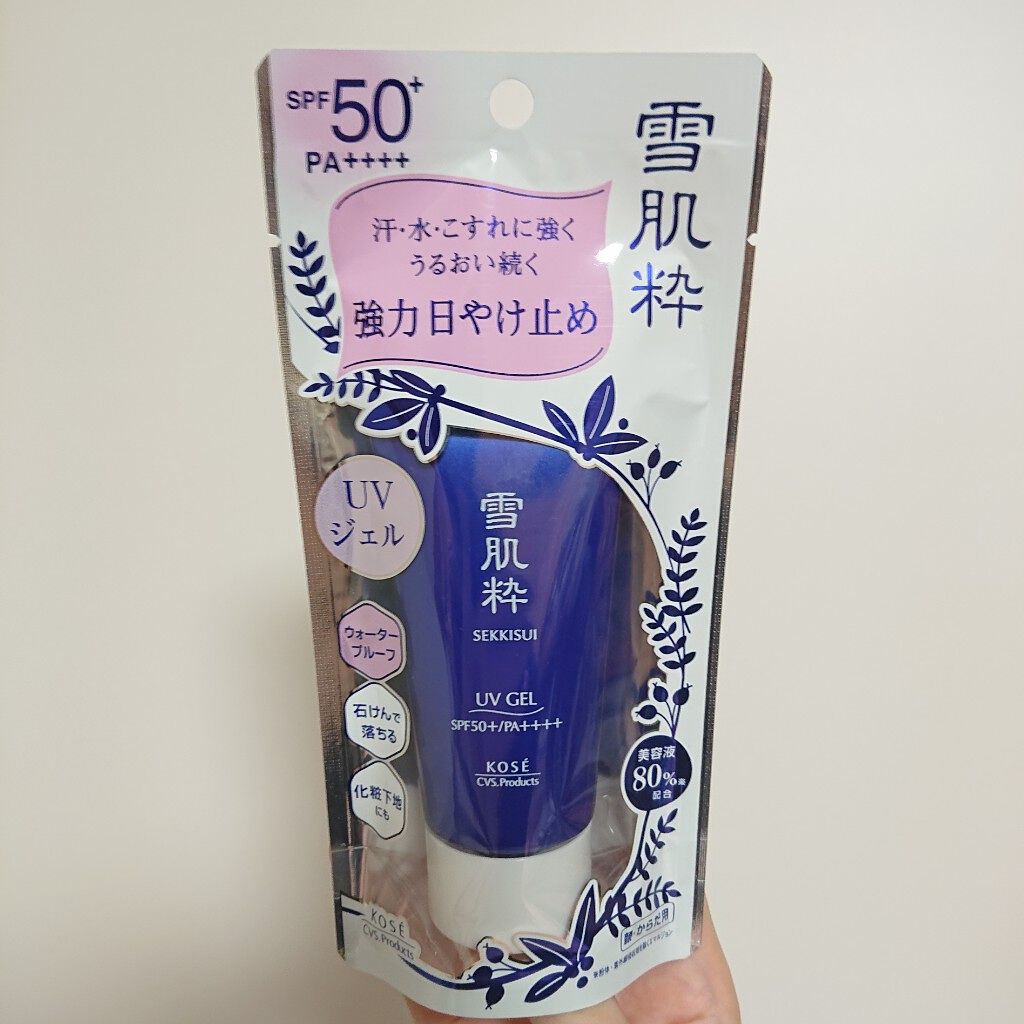 SPF50+
PA++++
雪肌粋
汗・水・こすれに強く
うるおい続く
強力 日やけ止め
UV
ジェル
雪肌粋
SEKKISUI
ウォーター
プルーフ
UV GEL
SPF50+/PA++++
石けんで
落ちる
美容液
80%※
配合
KOSÉ
CVS.Products
化粧下地
にも
KOSÉ
CVS.Products
顔・からだ用